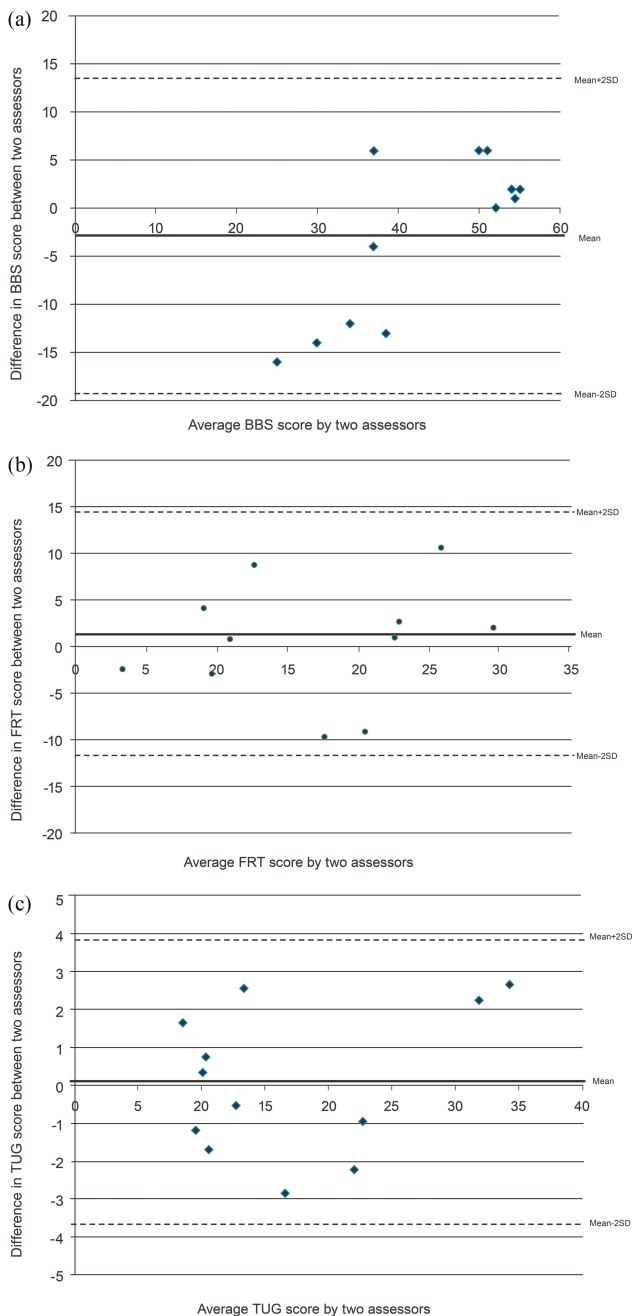 (a)
Difference in BBS score between two assessors
20
15
10
5
0
-5
-10
-15
-20
0 10 20 30 40 50 60
Mean+2SD
Mean
Mean-2SD
Average BBS score by two assessors
(b)
Difference in FRT score between two assessors
20
15
10
5
0
-5
-10
-15
-20
0 5 20 15 20 25 30 35
Mean+2SD
Mean
Mean-2SD
Average FRT score by two assessors
(c)
Difference in TUG score between two assessors
5
4
3
2
1
0
-1
-2
-3
-4
-5
0 5 20 15 20 25 30 35 40
Mean+2SD
Mean
Mean-2SD
Average TUG score by two assessors